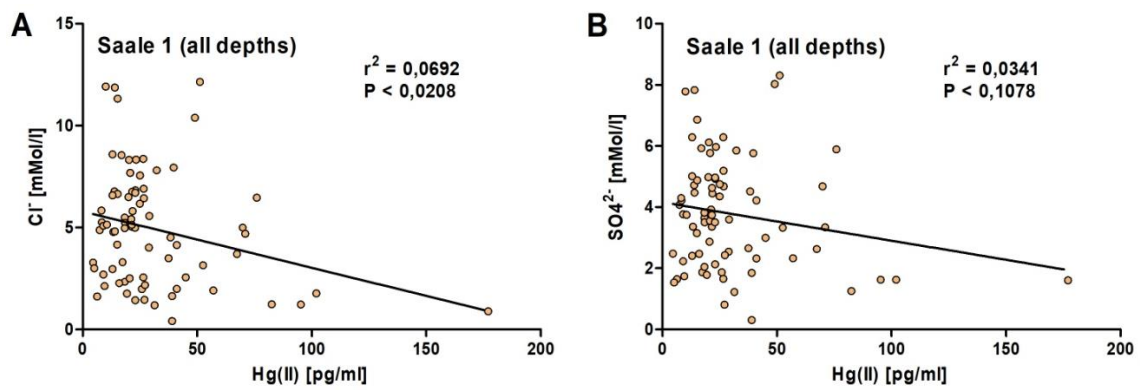 A
Saale 1 (all depths)
r² = 0,0692
P < 0,0208
Cl⁻ [mMol/l]
15
10
5
0
0 50 100 150 200
Hg(II) [pg/ml]
B
Saale 1 (all depths)
r² = 0,0341
P < 0,1078
SO4²⁻ [mMol/l]
10
8
6
4
2
0
0 50 100 150 200
Hg(II) [pg/ml]